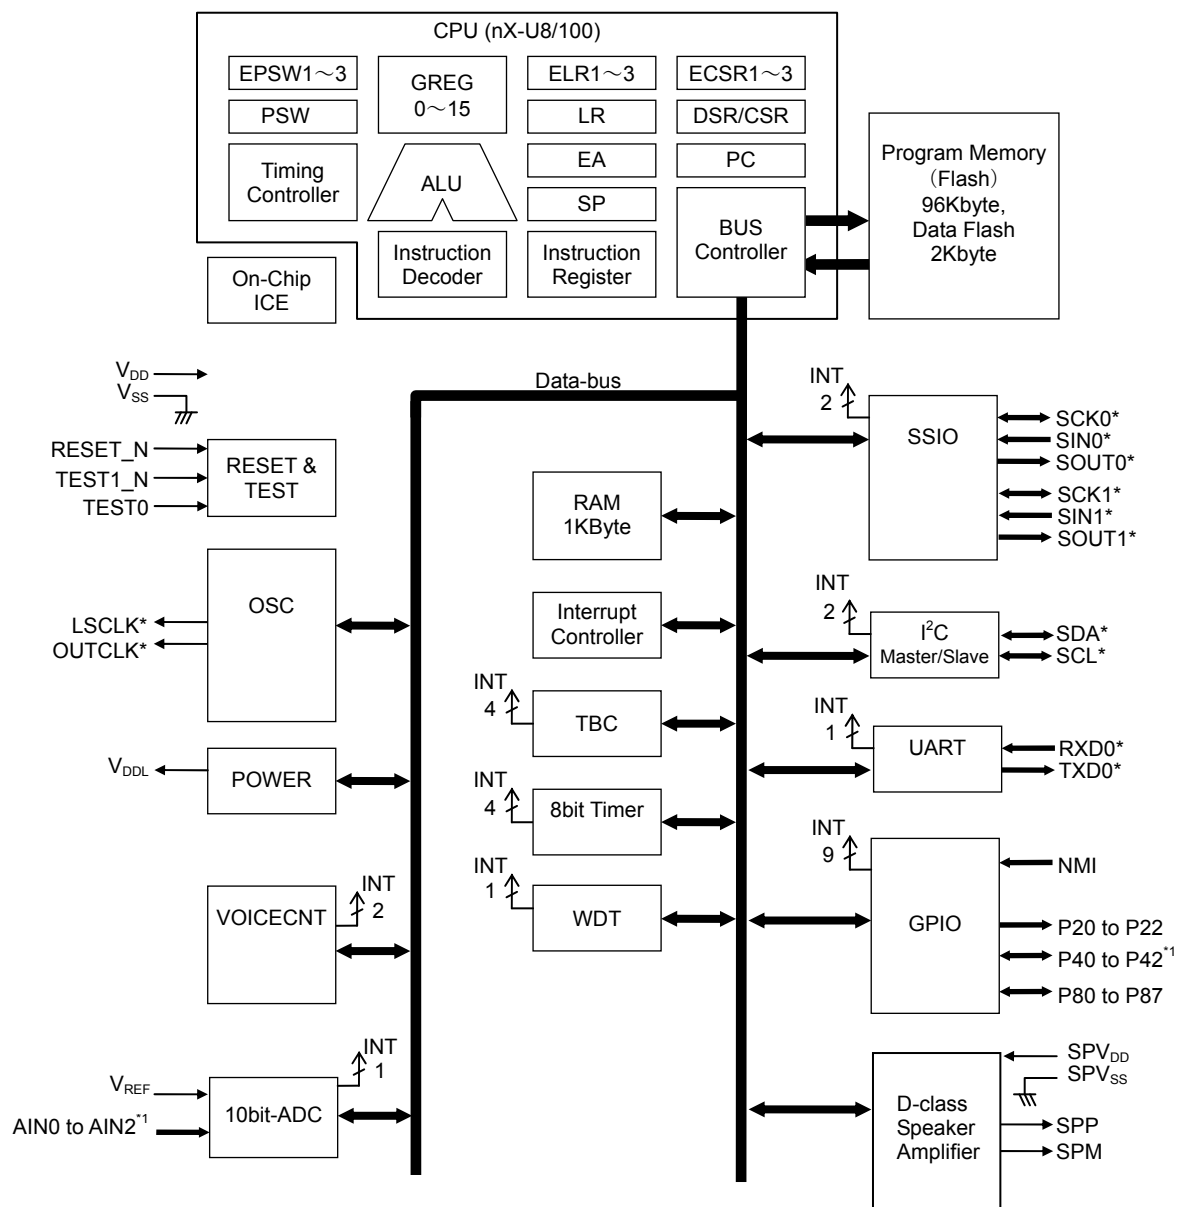 CPU (nX-U8/100)
EPSW1～3
GREG
0～15
ELR1～3
ECSR1～3
PSW
LR
DSR/CSR
Timing
Controller
ALU
EA
PC
SP
BUS
Controller
Instruction
Decoder
Instruction
Register
On-Chip
ICE
Program Memory
（Flash）
96Kbyte,
Data Flash
2Kbyte
Data-bus
VDD
VSS
RESET_N
TEST1_N
TEST0
RESET &
TEST
OSC
LSCLK*
OUTCLK*
VDDL
POWER
VOICECNT
INT
2
VREF
AIN0 to AIN2*1
10bit-ADC
INT
1
RAM
1KByte
Interrupt
Controller
INT
4
TBC
INT
4
8bit Timer
INT
1
WDT
INT
2
SSIO
SCK0*
SIN0*
SOUT0*
SCK1*
SIN1*
SOUT1*
INT
2
I²C
Master/Slave
SDA*
SCL*
INT
1
UART
RXD0*
TXD0*
INT
9
GPIO
NMI
P20 to P22
P40 to P42*1
P80 to P87
D-class
Speaker
Amplifier
SPVDD
SPVSS
SPP
SPM